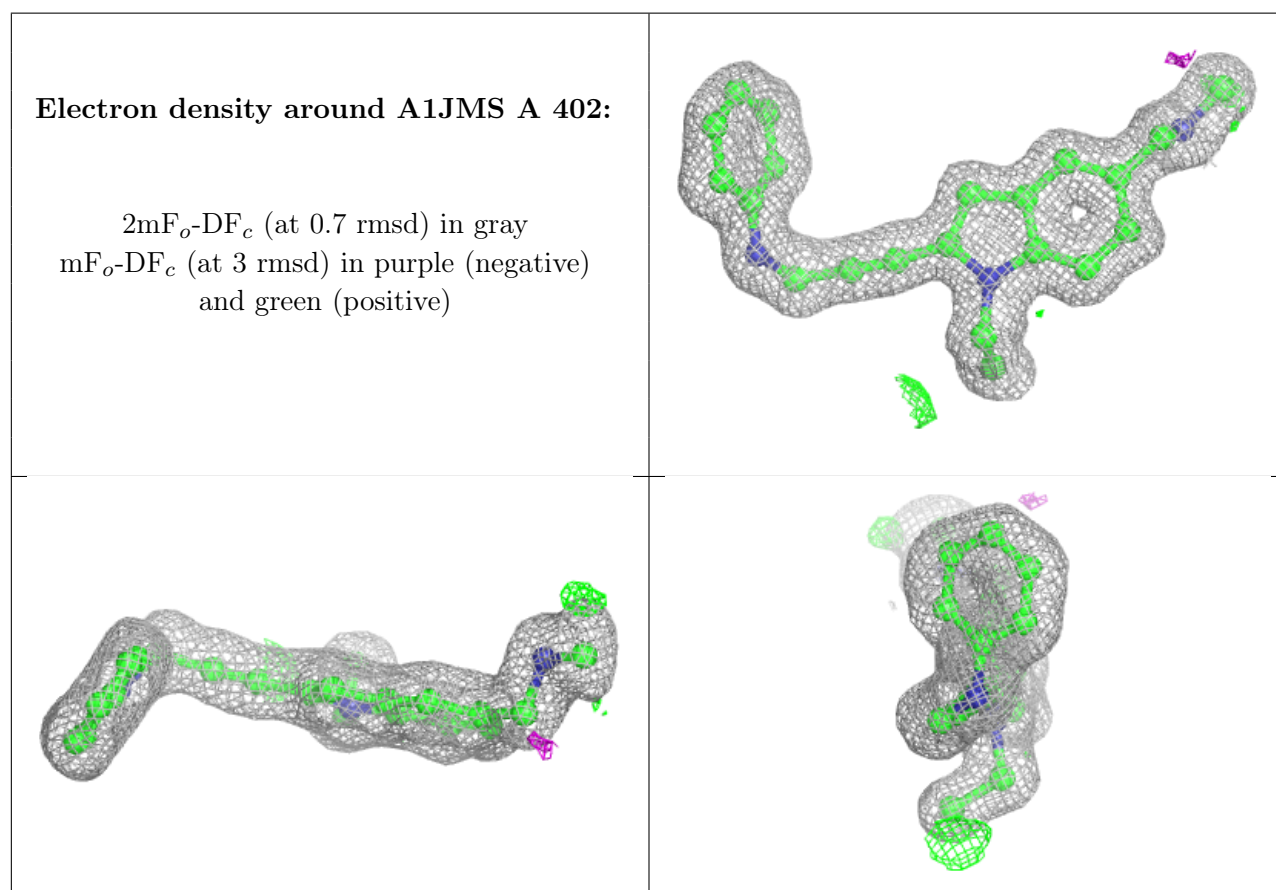 Electron density around A1JMS A 402:
2mFo-DFc (at 0.7 rmsd) in gray
mFo-DFc (at 3 rmsd) in purple (negative)
and green (positive)